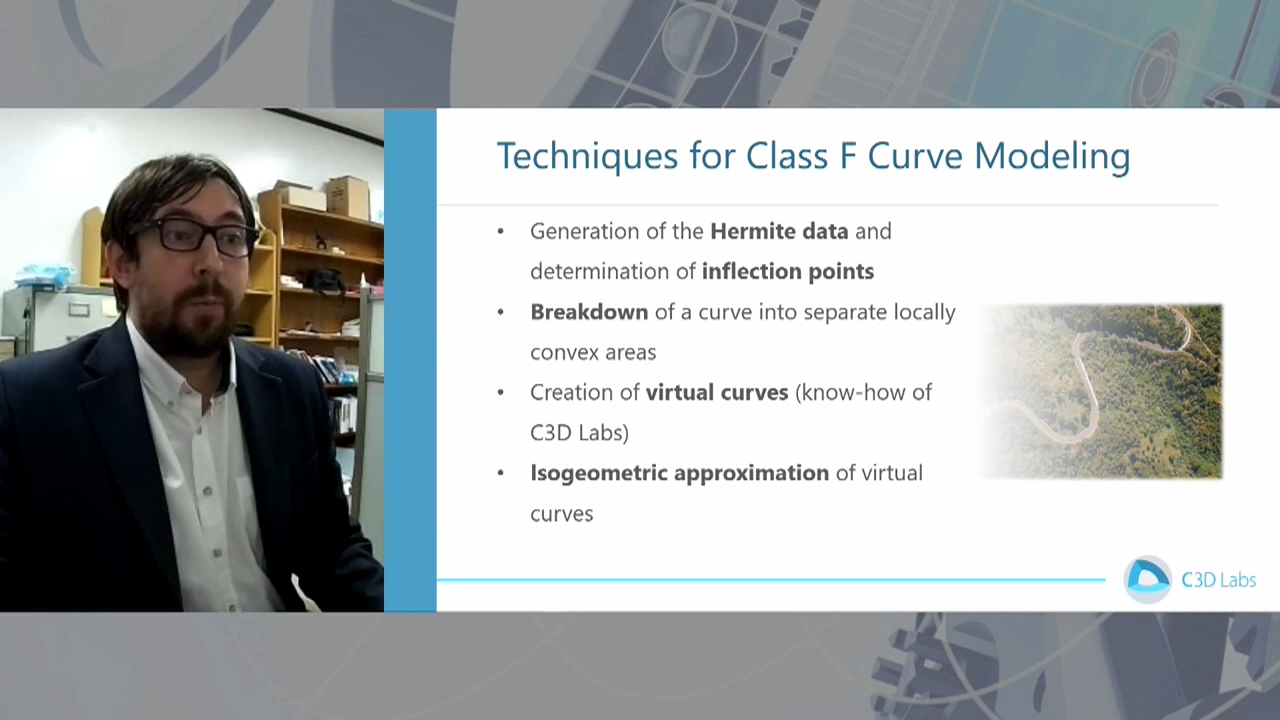 Techniques for Class F Curve Modeling
• Generation of the Hermite data and
determination of inflection points
• Breakdown of a curve into separate locally
convex areas
• Creation of virtual curves (know-how of
C3D Labs)
• Isogeometric approximation of virtual
curves
C3D Labs